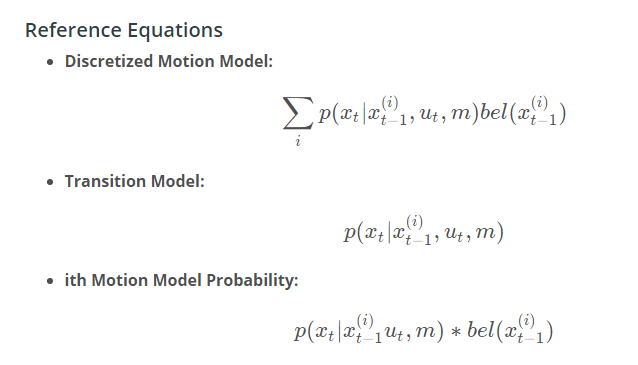 Reference Equations
• Discretized Motion Model:
$$\sum_{i} p(x_t|x_{t-1}^{(i)}, u_t, m)bel(x_{t-1}^{(i)})$$
• Transition Model:
$$p(x_t|x_{t-1}^{(i)}, u_t, m)$$
• ith Motion Model Probability:
$$p(x_t|x_{t-1}^{(i)}u_t, m) * bel(x_{t-1}^{(i)})$$